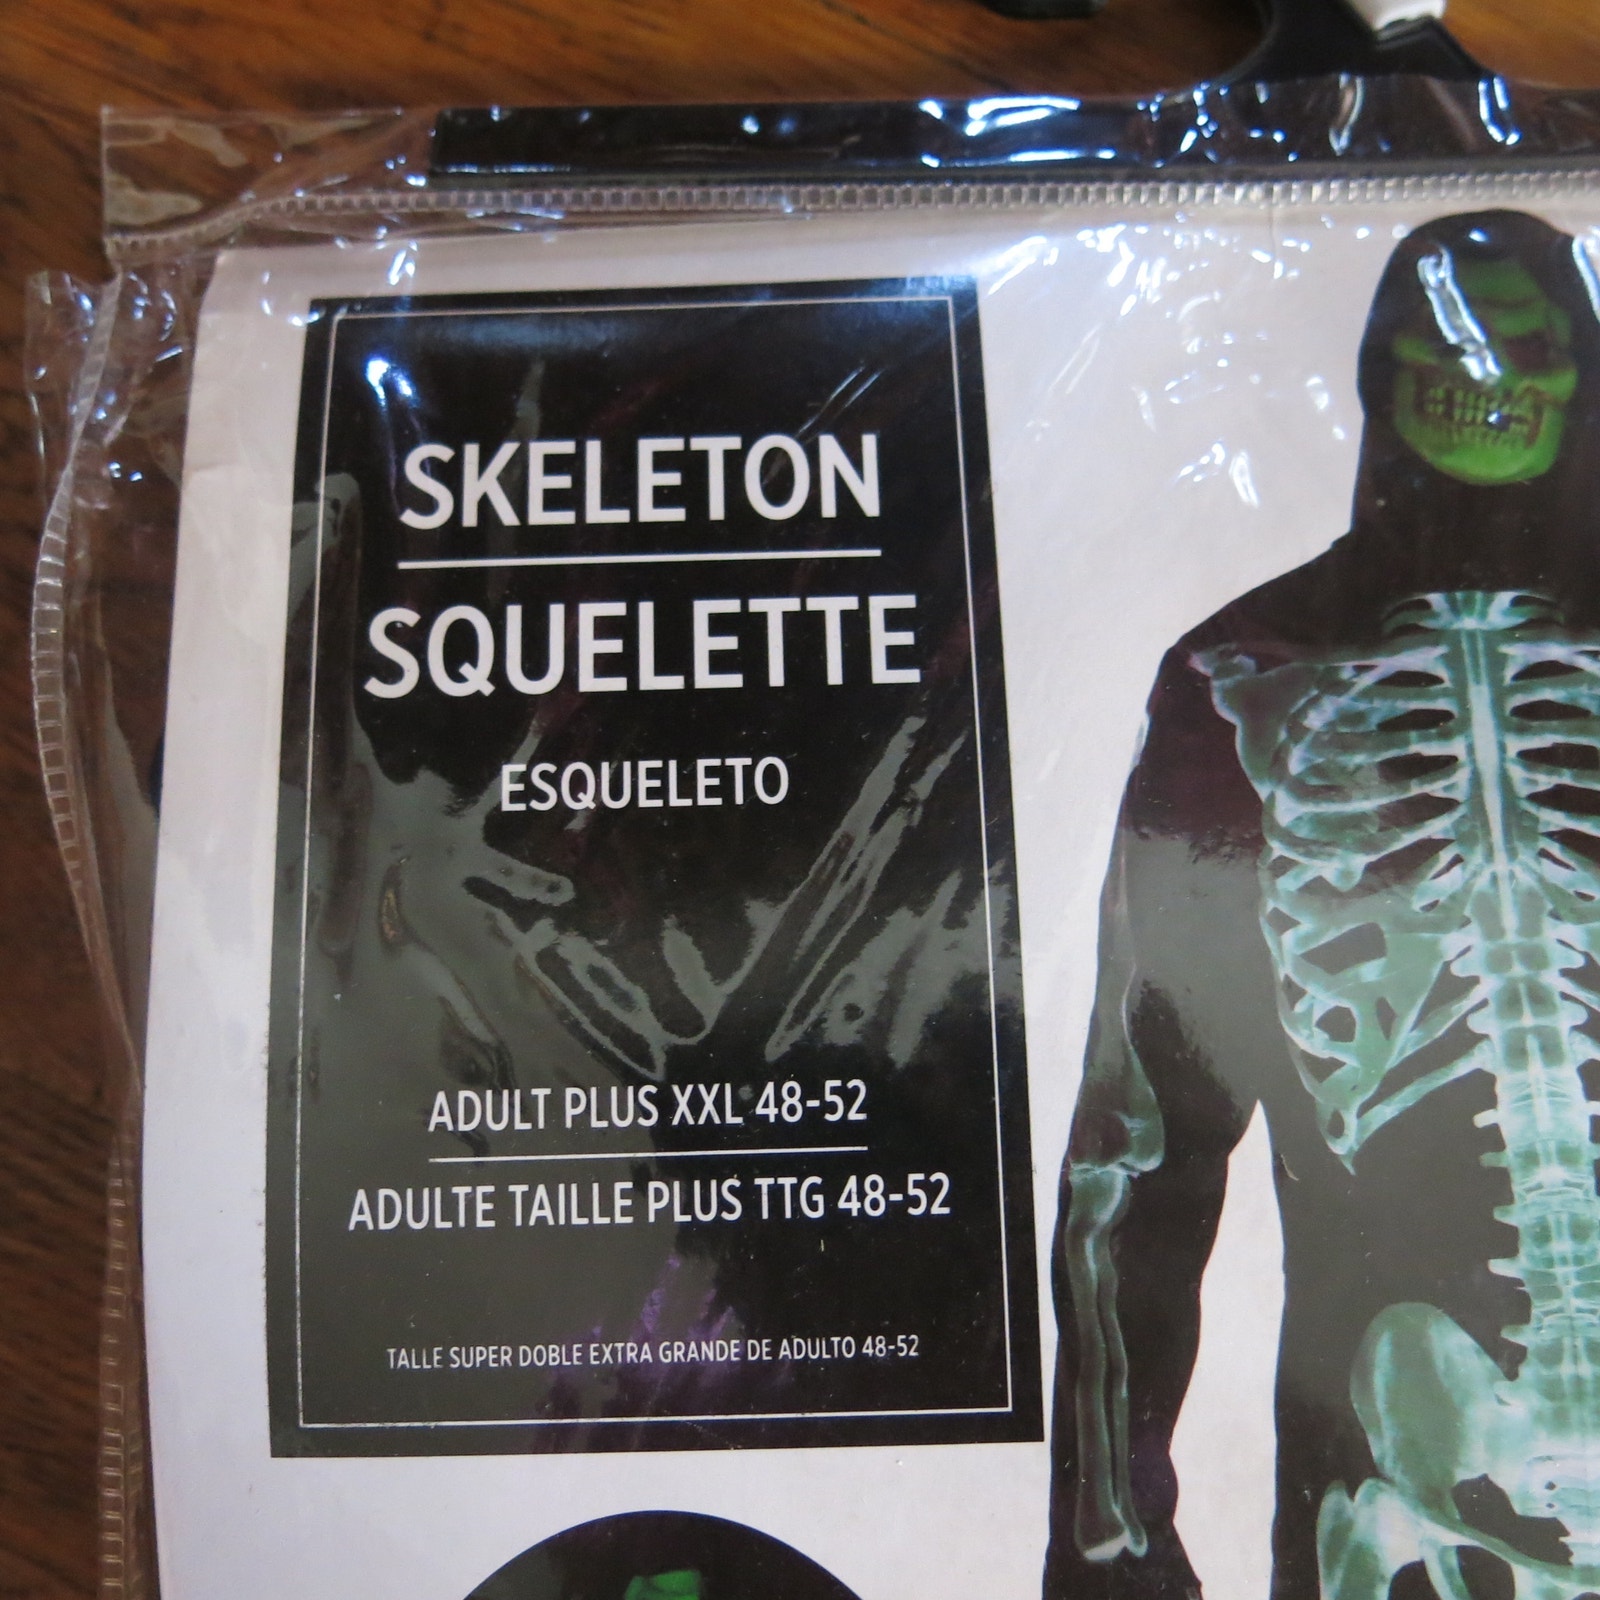 SKELETON
SQUELETTE
ESQUELETO
ADULT PLUS XXL 48-52
ADULTE TAILLE PLUS TTG 48-52
TALLE SUPER DOBLE EXTRA GRANDE DE ADULTO 48-52